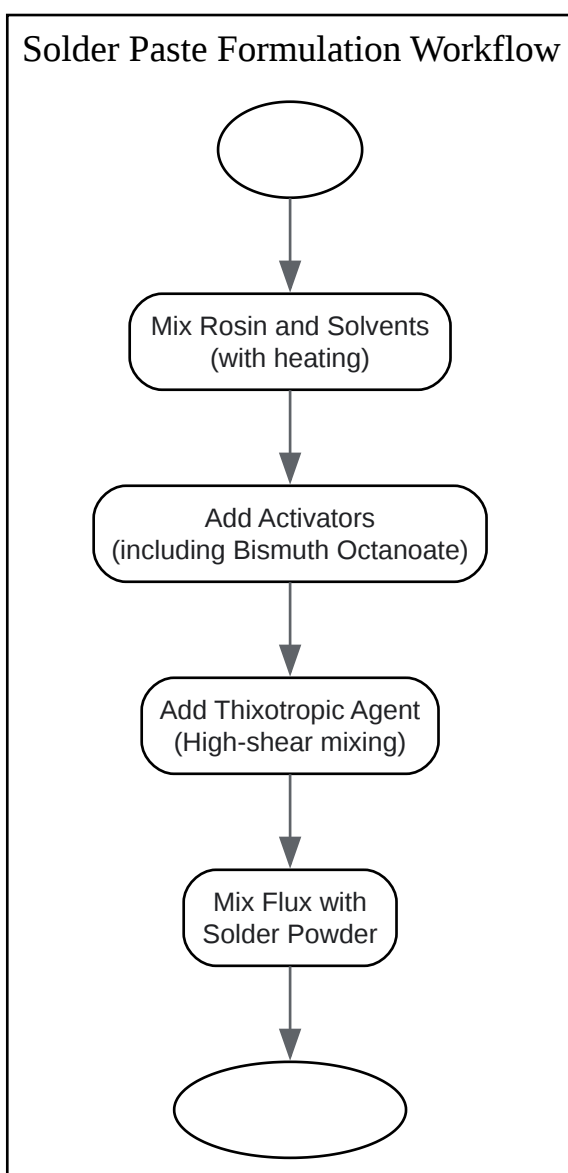 Solder Paste Formulation Workflow
Mix Rosin and Solvents
(with heating)
Add Activators
(including Bismuth Octanoate)
Add Thixotropic Agent
(High-shear mixing)
Mix Flux with
Solder Powder